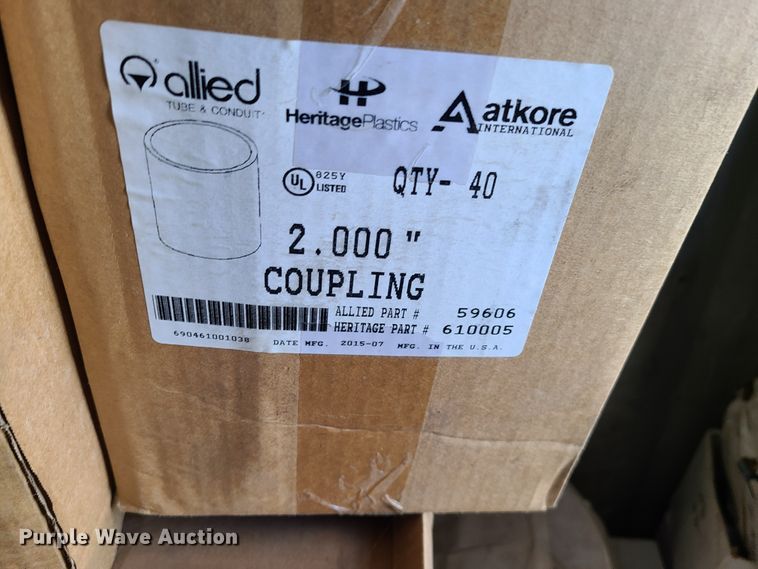 allied
TUBE & CONDUIT
HeritagePlastics
atkore
INTERNATIONAL
UL 825Y
LISTED
QTY- 40
2.000"
COUPLING
ALLIED PART # 59606
HERITAGE PART # 610005
690461001038
DATE MFG. 2015-07 MFG. IN THE U.S.A.
Purple Wave Auction